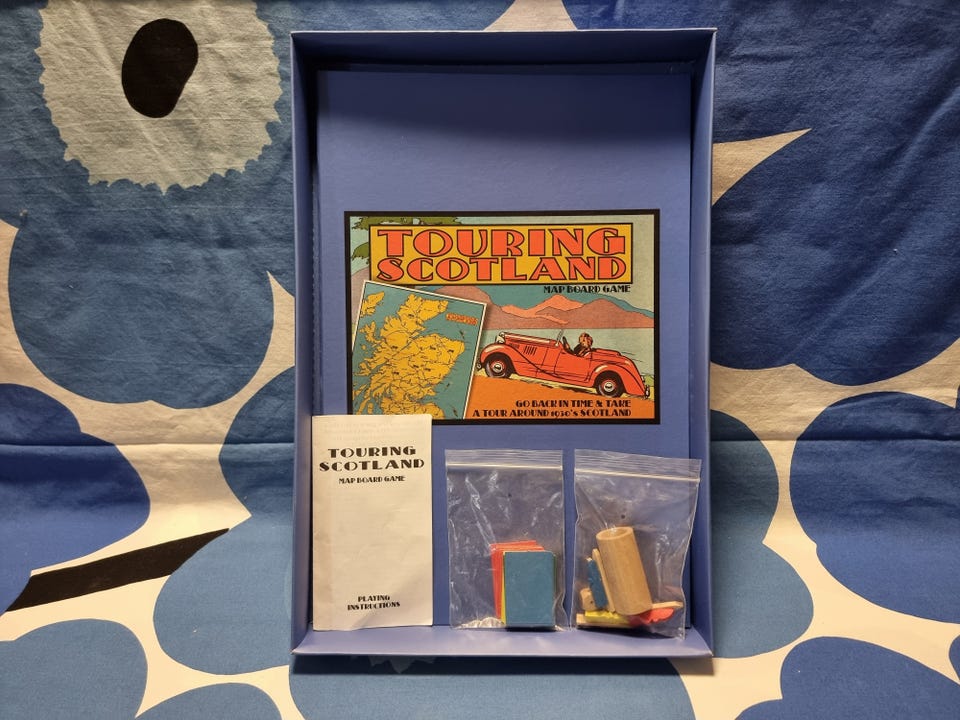 TOURING
SCOTLAND
MAP BOARD GAME
GO BACK IN TIME & TAKE
A TOUR AROUND 1930's SCOTLAND
TOURING
SCOTLAND
MAP BOARD GAME
PLAYING
INSTRUCTIONS